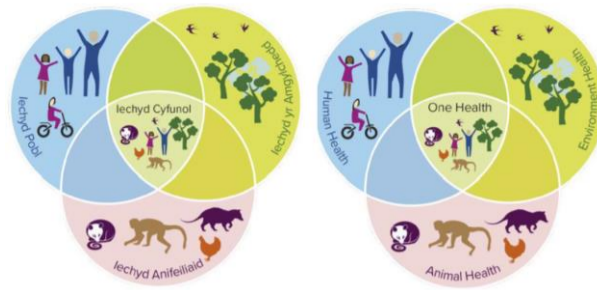 Iechyd Pobl
Iechyd yr Amgylchedd
Iechyd Cyfunol
Iechyd Anifeiliaid
Human Health
Environment Health
One Health
Animal Health